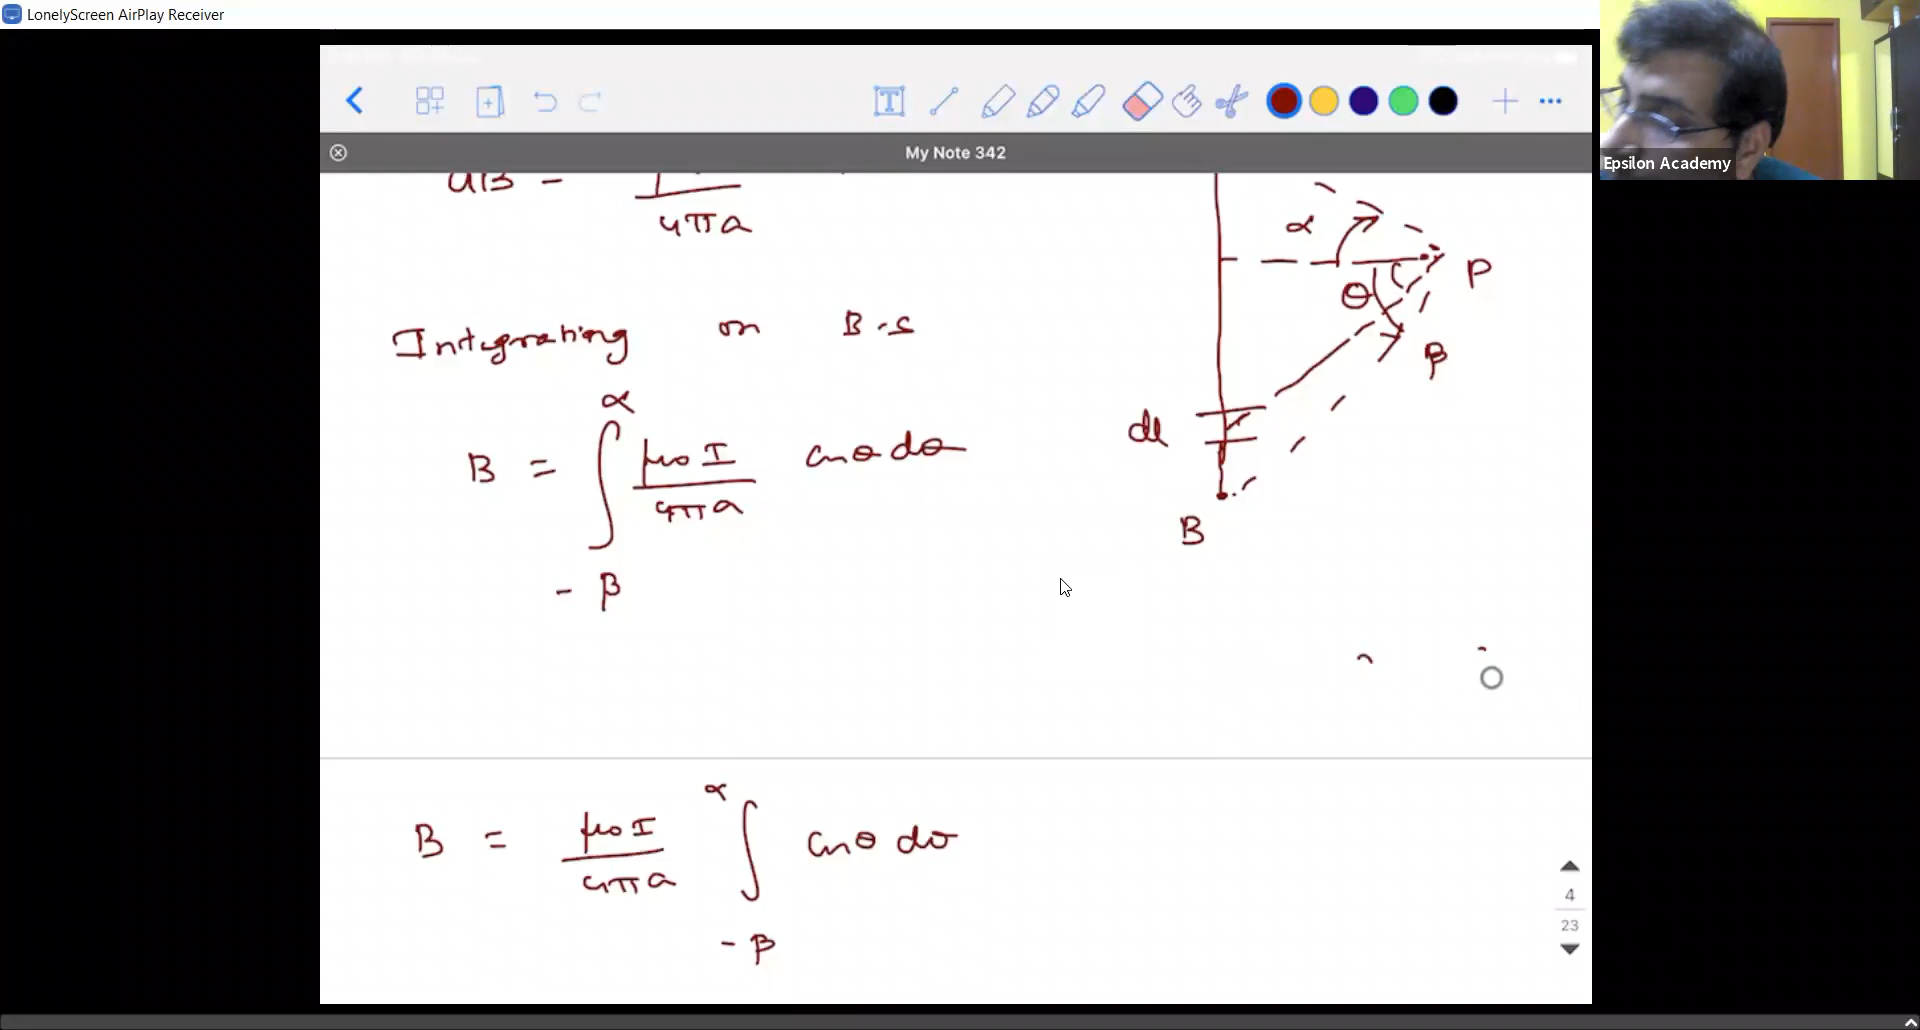 LonelyScreen AirPlay Receiver
Epsilon Academy
My Note 342
dB =
4πa
α
P
θ
β
Integrating on B.S
B = ∫ μ₀I/4πa cosθ dθ
α
- β
dl
B
B = μ₀I/4πa ∫ cosθ dθ
α
- β
4
23